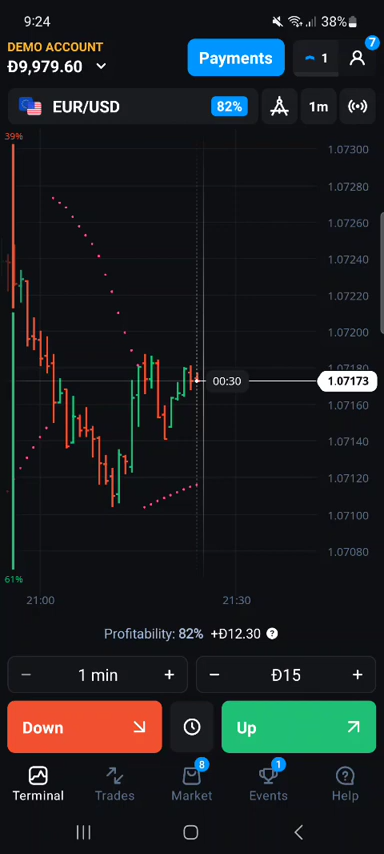 9:24 38%
DEMO ACCOUNT
Đ9,979.60
Payments
1
7
EUR/USD 82% 1m
39%
1.07300
1.07280
1.07260
1.07240
1.07220
1.07200
1.07180
00:30 1.07173
1.07160
1.07140
1.07120
1.07100
1.07080
61%
21:00 21:30
Profitability: 82% +Đ12.30 ?
− 1 min + − Đ15 +
Down Up
8 1
Terminal Trades Market Events Help